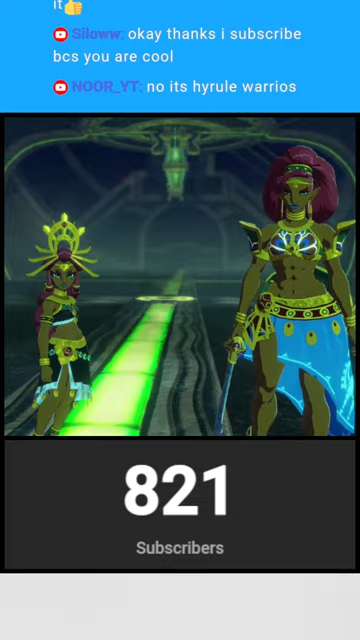 it👍
Siloww: okay thanks i subscribe
bcs you are cool
NOOR_YT: no its hyrule warrios
821
Subscribers